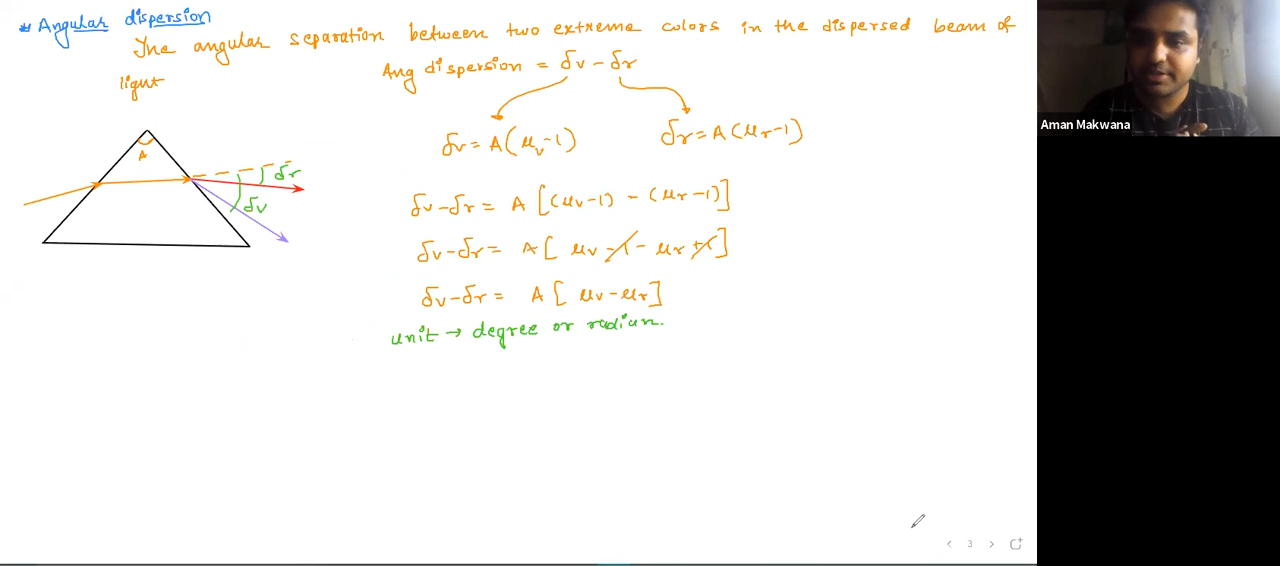 * Angular dispersion
The angular separation between two extreme colors in the dispersed beam of
light
Ang dispersion = δv - δr
δv = A(μv-1)
δr = A(μr-1)
A
δr
δv
δv-δr = A[(μv-1) - (μr-1)]
δv-δr = A[μv-1-μr+1]
δv-δr = A[μv-μr]
unit → degree or radian.
Aman Makwana
3